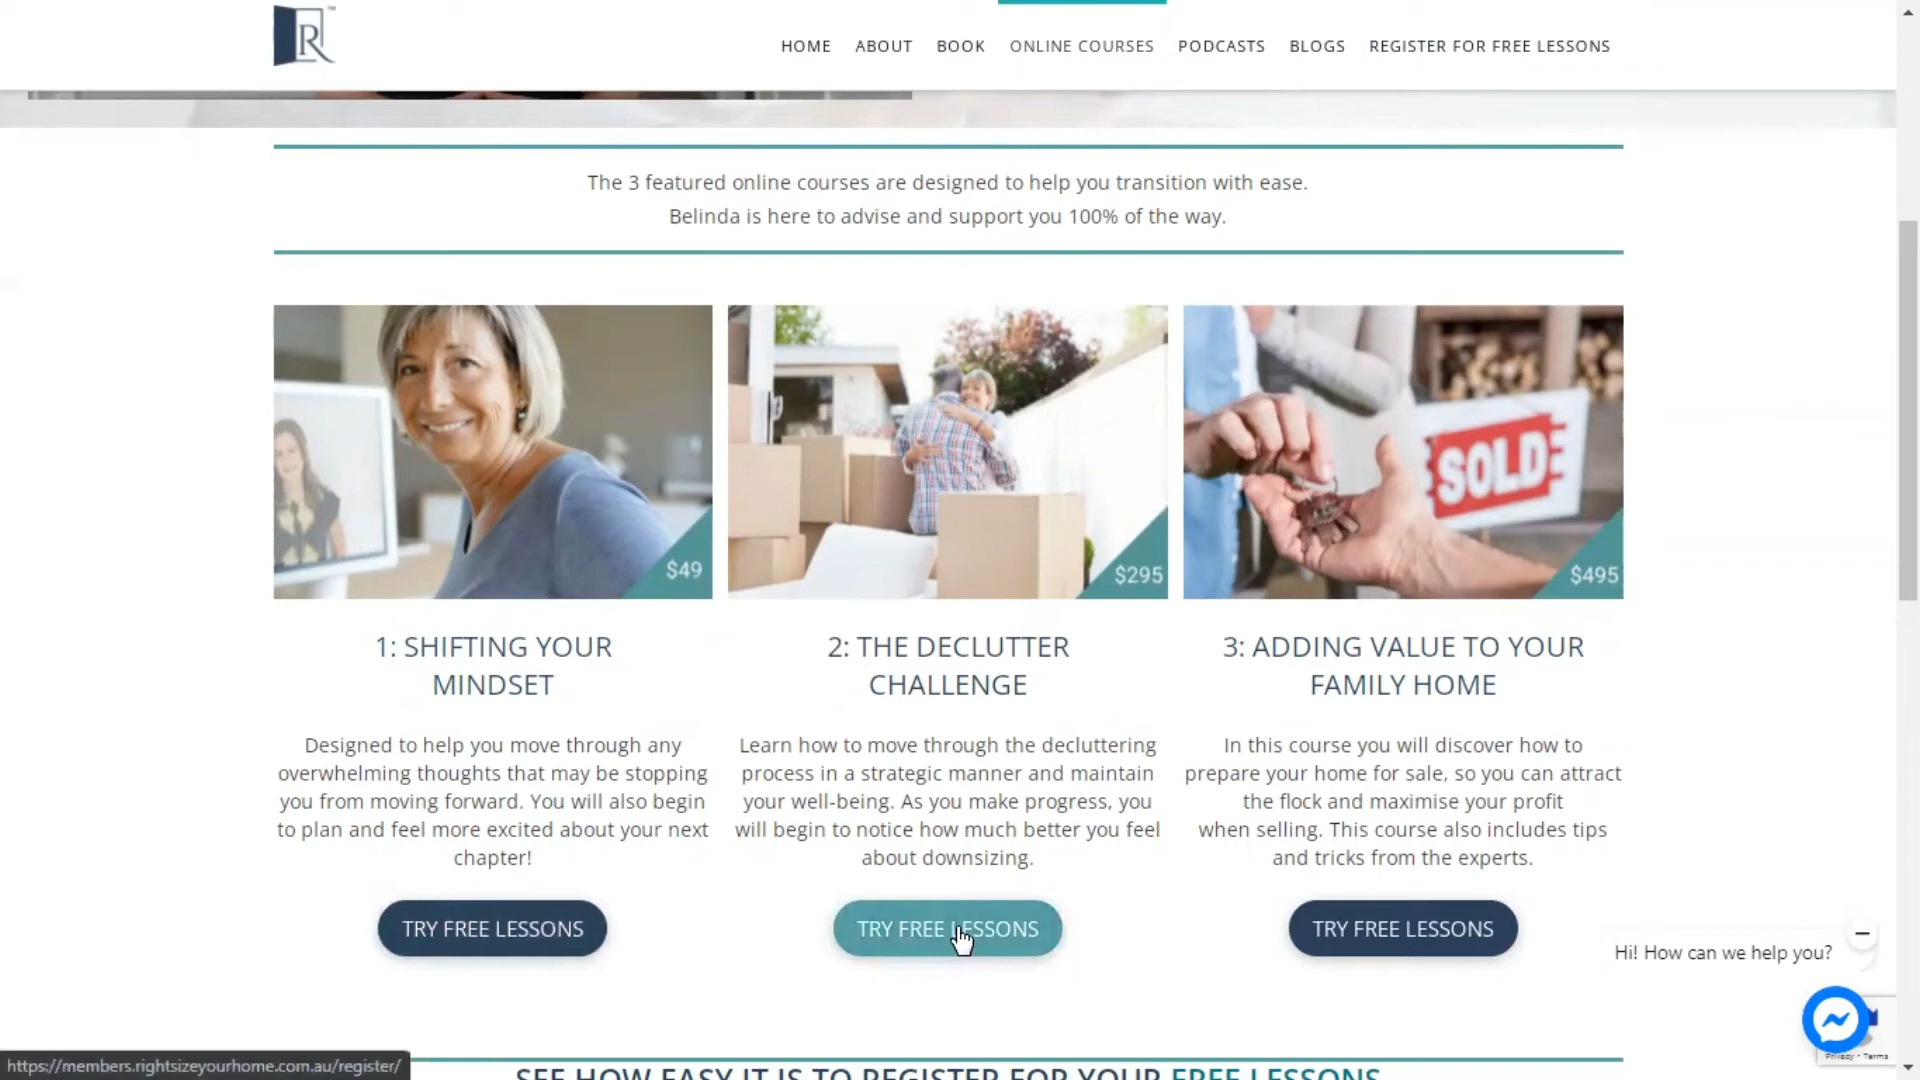 R
TM
HOME ABOUT BOOK ONLINE COURSES PODCASTS BLOGS REGISTER FOR FREE LESSONS
The 3 featured online courses are designed to help you transition with ease.
Belinda is here to advise and support you 100% of the way.
SOLD
$49
$295
$495
1: SHIFTING YOUR
MINDSET
Designed to help you move through any
overwhelming thoughts that may be stopping
you from moving forward. You will also begin
to plan and feel more excited about your next
chapter!
TRY FREE LESSONS
2: THE DECLUTTER
CHALLENGE
Learn how to move through the decluttering
process in a strategic manner and maintain
your well-being. As you make progress, you
will begin to notice how much better you feel
about downsizing.
TRY FREE LESSONS
3: ADDING VALUE TO YOUR
FAMILY HOME
In this course you will discover how to
prepare your home for sale, so you can attract
the flock and maximise your profit
when selling. This course also includes tips
and tricks from the experts.
TRY FREE LESSONS
Hi! How can we help you?
Privacy - Terms
https://members.rightsizeyourhome.com.au/register/
SEE HOW EASY IT IS TO REGISTER FOR YOUR FREE LESSONS